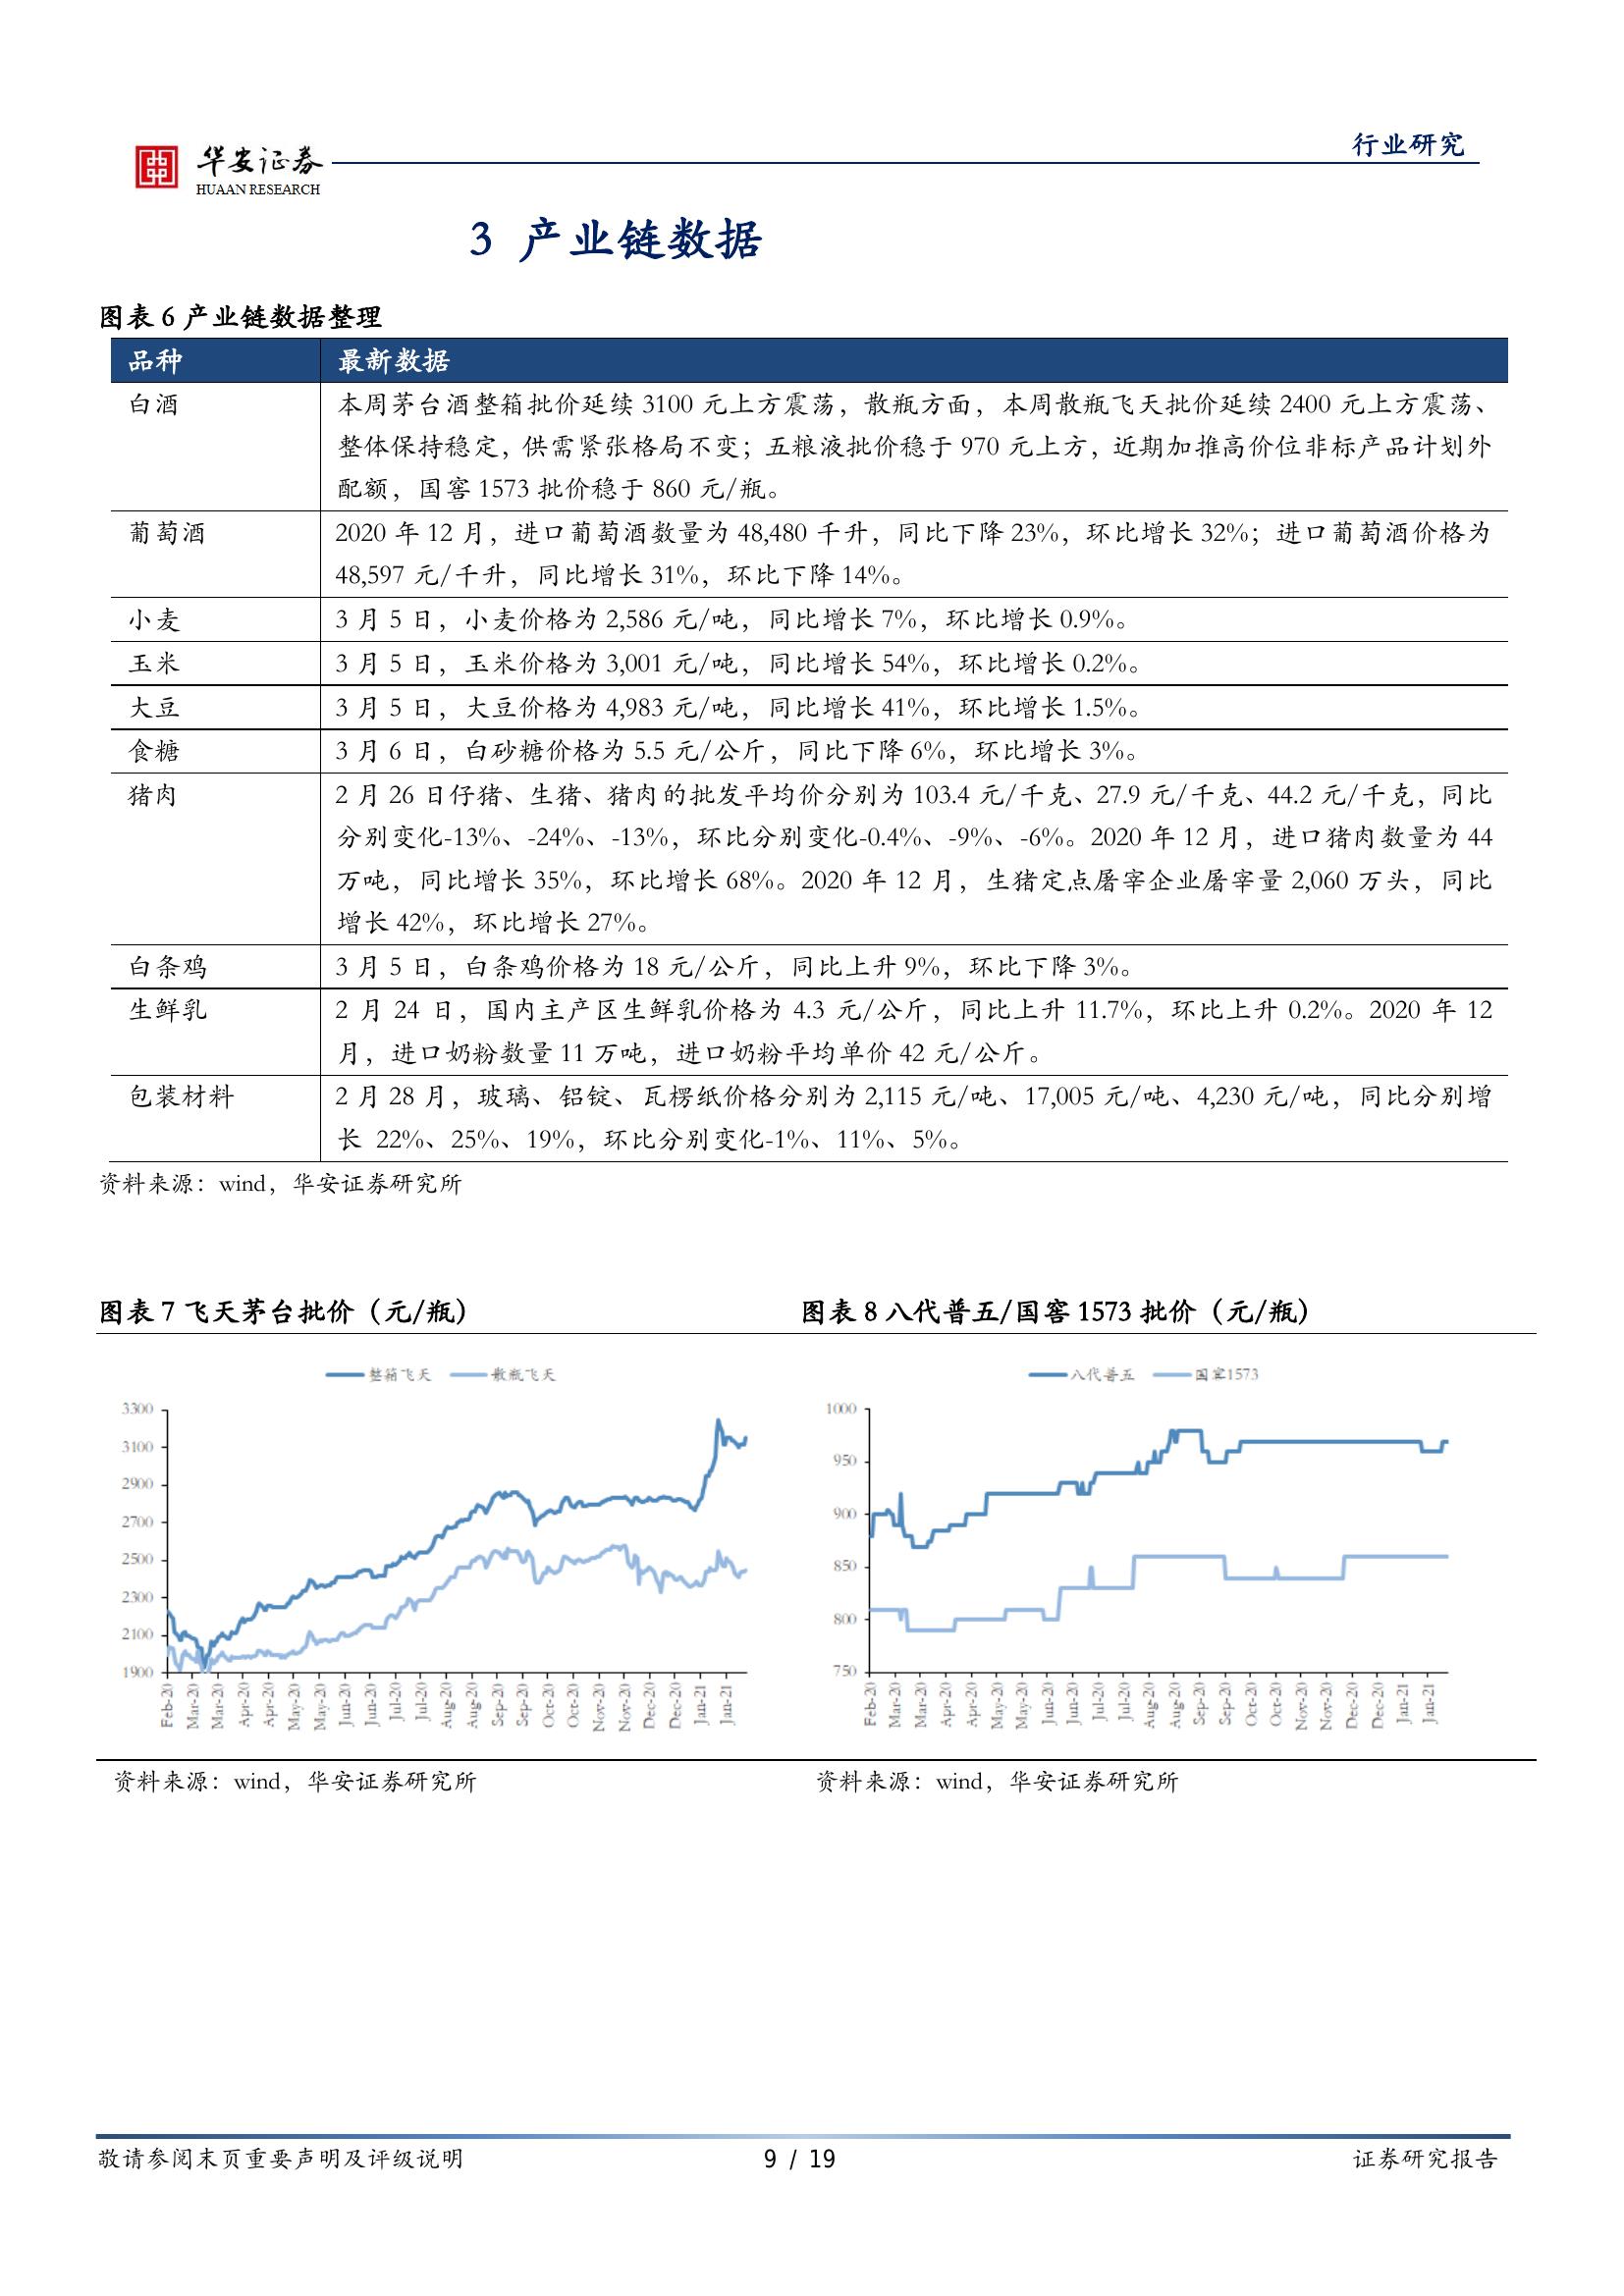 华安证券
HUAAN RESEARCH
行业研究
3 产业链数据
图表 6 产业链数据整理
品种 最新数据
白酒 本周茅台酒整箱批价延续 3100 元上方震荡，散瓶方面，本周散瓶飞天批价延续 2400 元上方震荡、
整体保持稳定，供需紧张格局不变；五粮液批价稳于 970 元上方，近期加推高价位非标产品计划外
配额，国窖 1573 批价稳于 860 元/瓶。
葡萄酒 2020 年 12 月，进口葡萄酒数量为 48,480 千升，同比下降 23%，环比增长 32%；进口葡萄酒价格为
48,597 元/千升，同比增长 31%，环比下降 14%。
小麦 3 月 5 日，小麦价格为 2,586 元/吨，同比增长 7%，环比增长 0.9%。
玉米 3 月 5 日，玉米价格为 3,001 元/吨，同比增长 54%，环比增长 0.2%。
大豆 3 月 5 日，大豆价格为 4,983 元/吨，同比增长 41%，环比增长 1.5%。
食糖 3 月 6 日，白砂糖价格为 5.5 元/公斤，同比下降 6%，环比增长 3%。
猪肉 2 月 26 日仔猪、生猪、猪肉的批发平均价分别为 103.4 元/千克、27.9 元/千克、44.2 元/千克，同比
分别变化-13%、-24%、-13%，环比分别变化-0.4%、-9%、-6%。2020 年 12 月，进口猪肉数量为 44
万吨，同比增长 35%，环比增长 68%。2020 年 12 月，生猪定点屠宰企业屠宰量 2,060 万头，同比
增长 42%，环比增长 27%。
白条鸡 3 月 5 日，白条鸡价格为 18 元/公斤，同比上升 9%，环比下降 3%。
生鲜乳 2 月 24 日，国内主产区生鲜乳价格为 4.3 元/公斤，同比上升 11.7%，环比上升 0.2%。2020 年 12
月，进口奶粉数量 11 万吨，进口奶粉平均单价 42 元/公斤。
包装材料 2 月 28 月，玻璃、铝锭、瓦楞纸价格分别为 2,115 元/吨、17,005 元/吨、4,230 元/吨，同比分别增
长 22%、25%、19%，环比分别变化-1%、11%、5%。
资料来源：wind，华安证券研究所
图表 7 飞天茅台批价（元/瓶）
整箱飞天 散瓶飞天
3300
3100
2900
2700
2500
2300
2100
1900
Feb-20 Mar-20 Mar-20 Apr-20 Apr-20 May-20 May-20 Jun-20 Jun-20 Jul-20 Jul-20 Aug-20 Aug-20 Sep-20 Sep-20 Oct-20 Oct-20 Nov-20 Nov-20 Dec-20 Dec-20 Jan-21 Jan-21
资料来源：wind，华安证券研究所
图表 8 八代普五/国窖 1573 批价（元/瓶）
八代普五 国窖1573
1000
950
900
850
800
750
Feb-20 Mar-20 Mar-20 Apr-20 Apr-20 May-20 May-20 Jun-20 Jun-20 Jul-20 Jul-20 Aug-20 Aug-20 Sep-20 Sep-20 Oct-20 Oct-20 Nov-20 Nov-20 Dec-20 Dec-20 Jan-21 Jan-21
资料来源：wind，华安证券研究所
敬请参阅末页重要声明及评级说明 9 / 19 证券研究报告